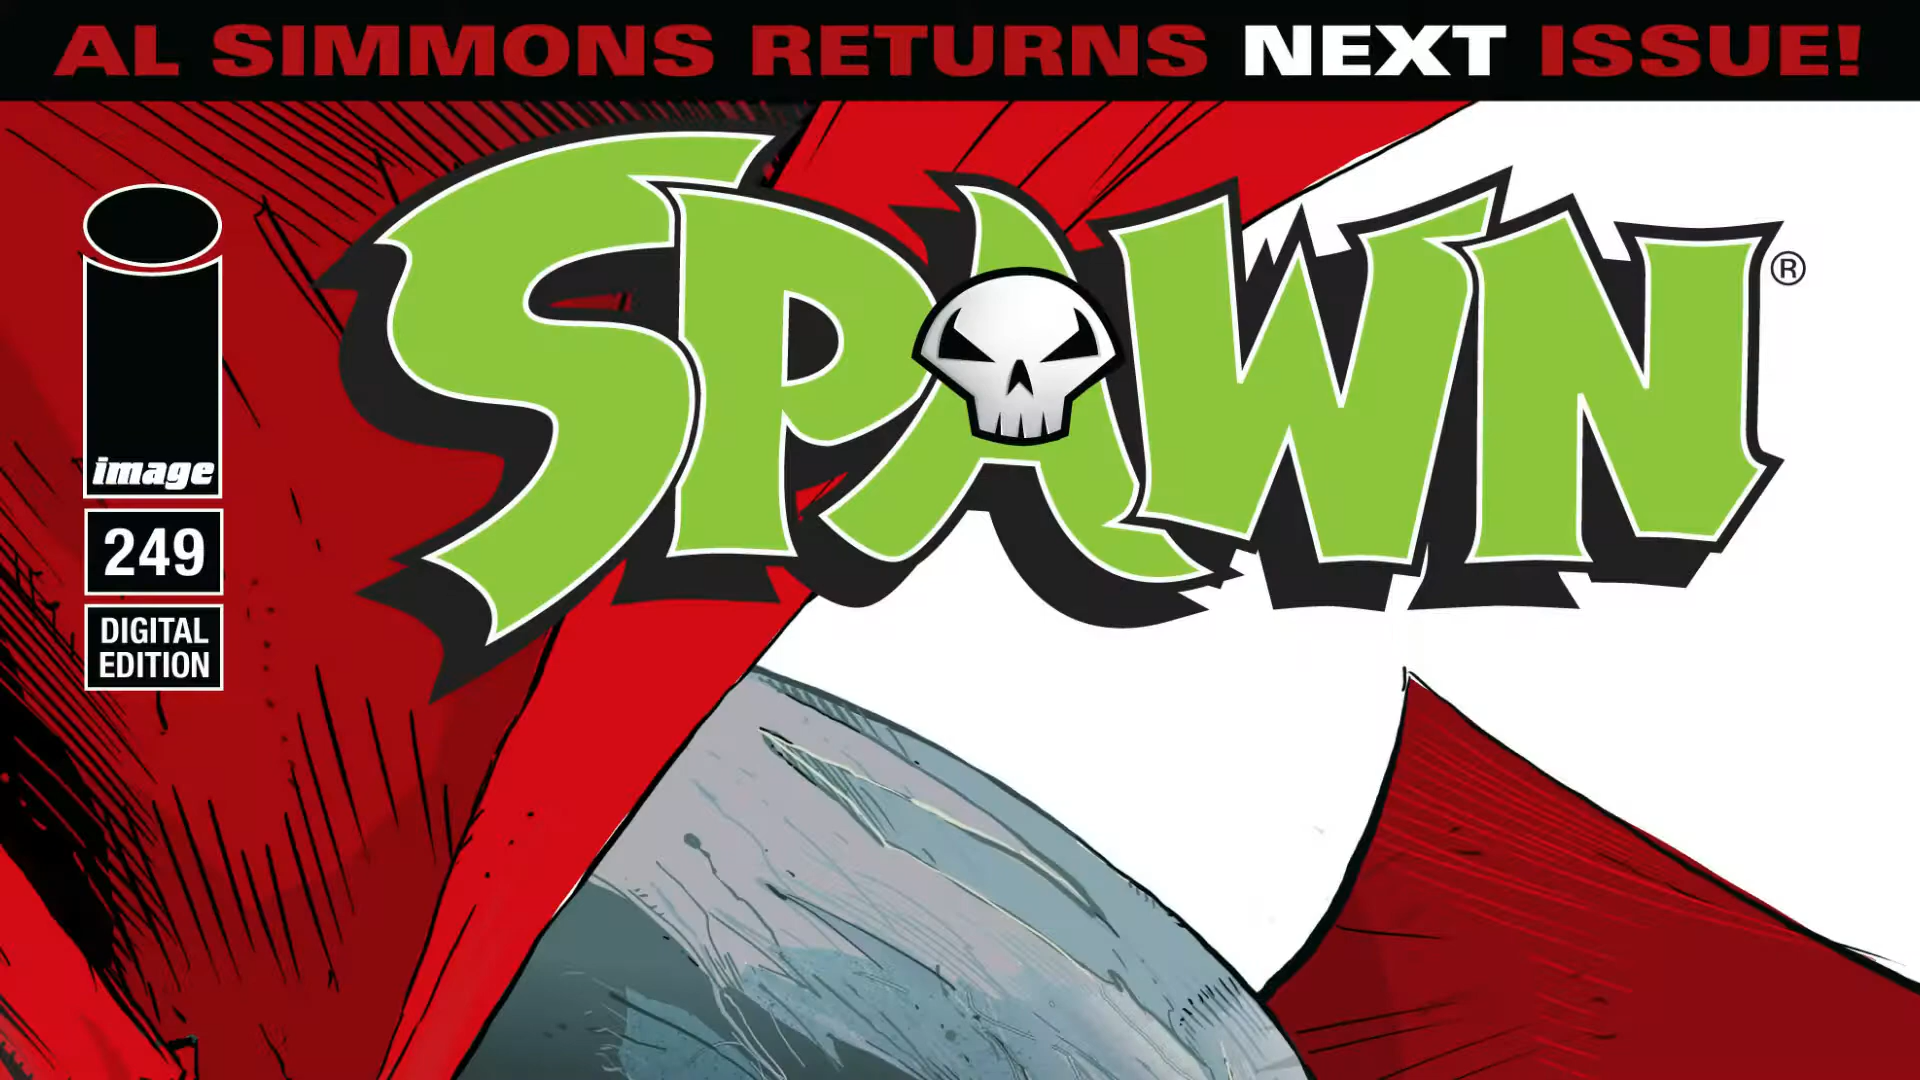 AL SIMMONS RETURNS NEXT ISSUE!
SPAWN®
image
249
DIGITAL
EDITION